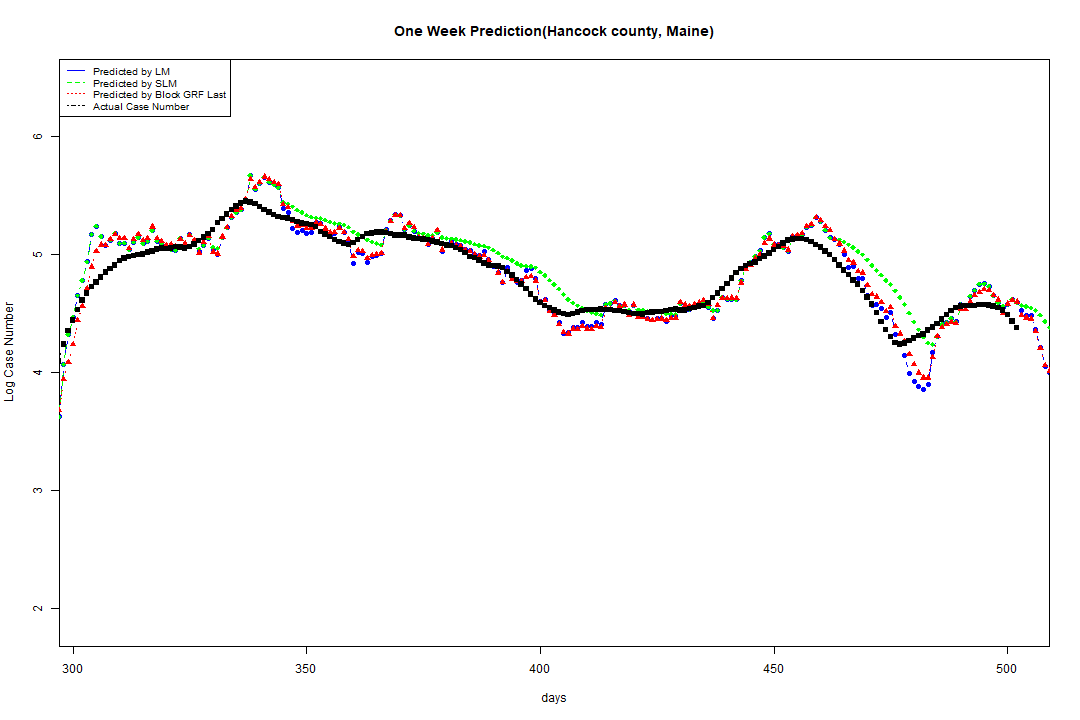 One Week Prediction(Hancock county, Maine)
Predicted by LM
Predicted by SLM
Predicted by Block GRF Last
Actual Case Number
6
5
4
3
2
Log Case Number
300 350 400 450 500
days